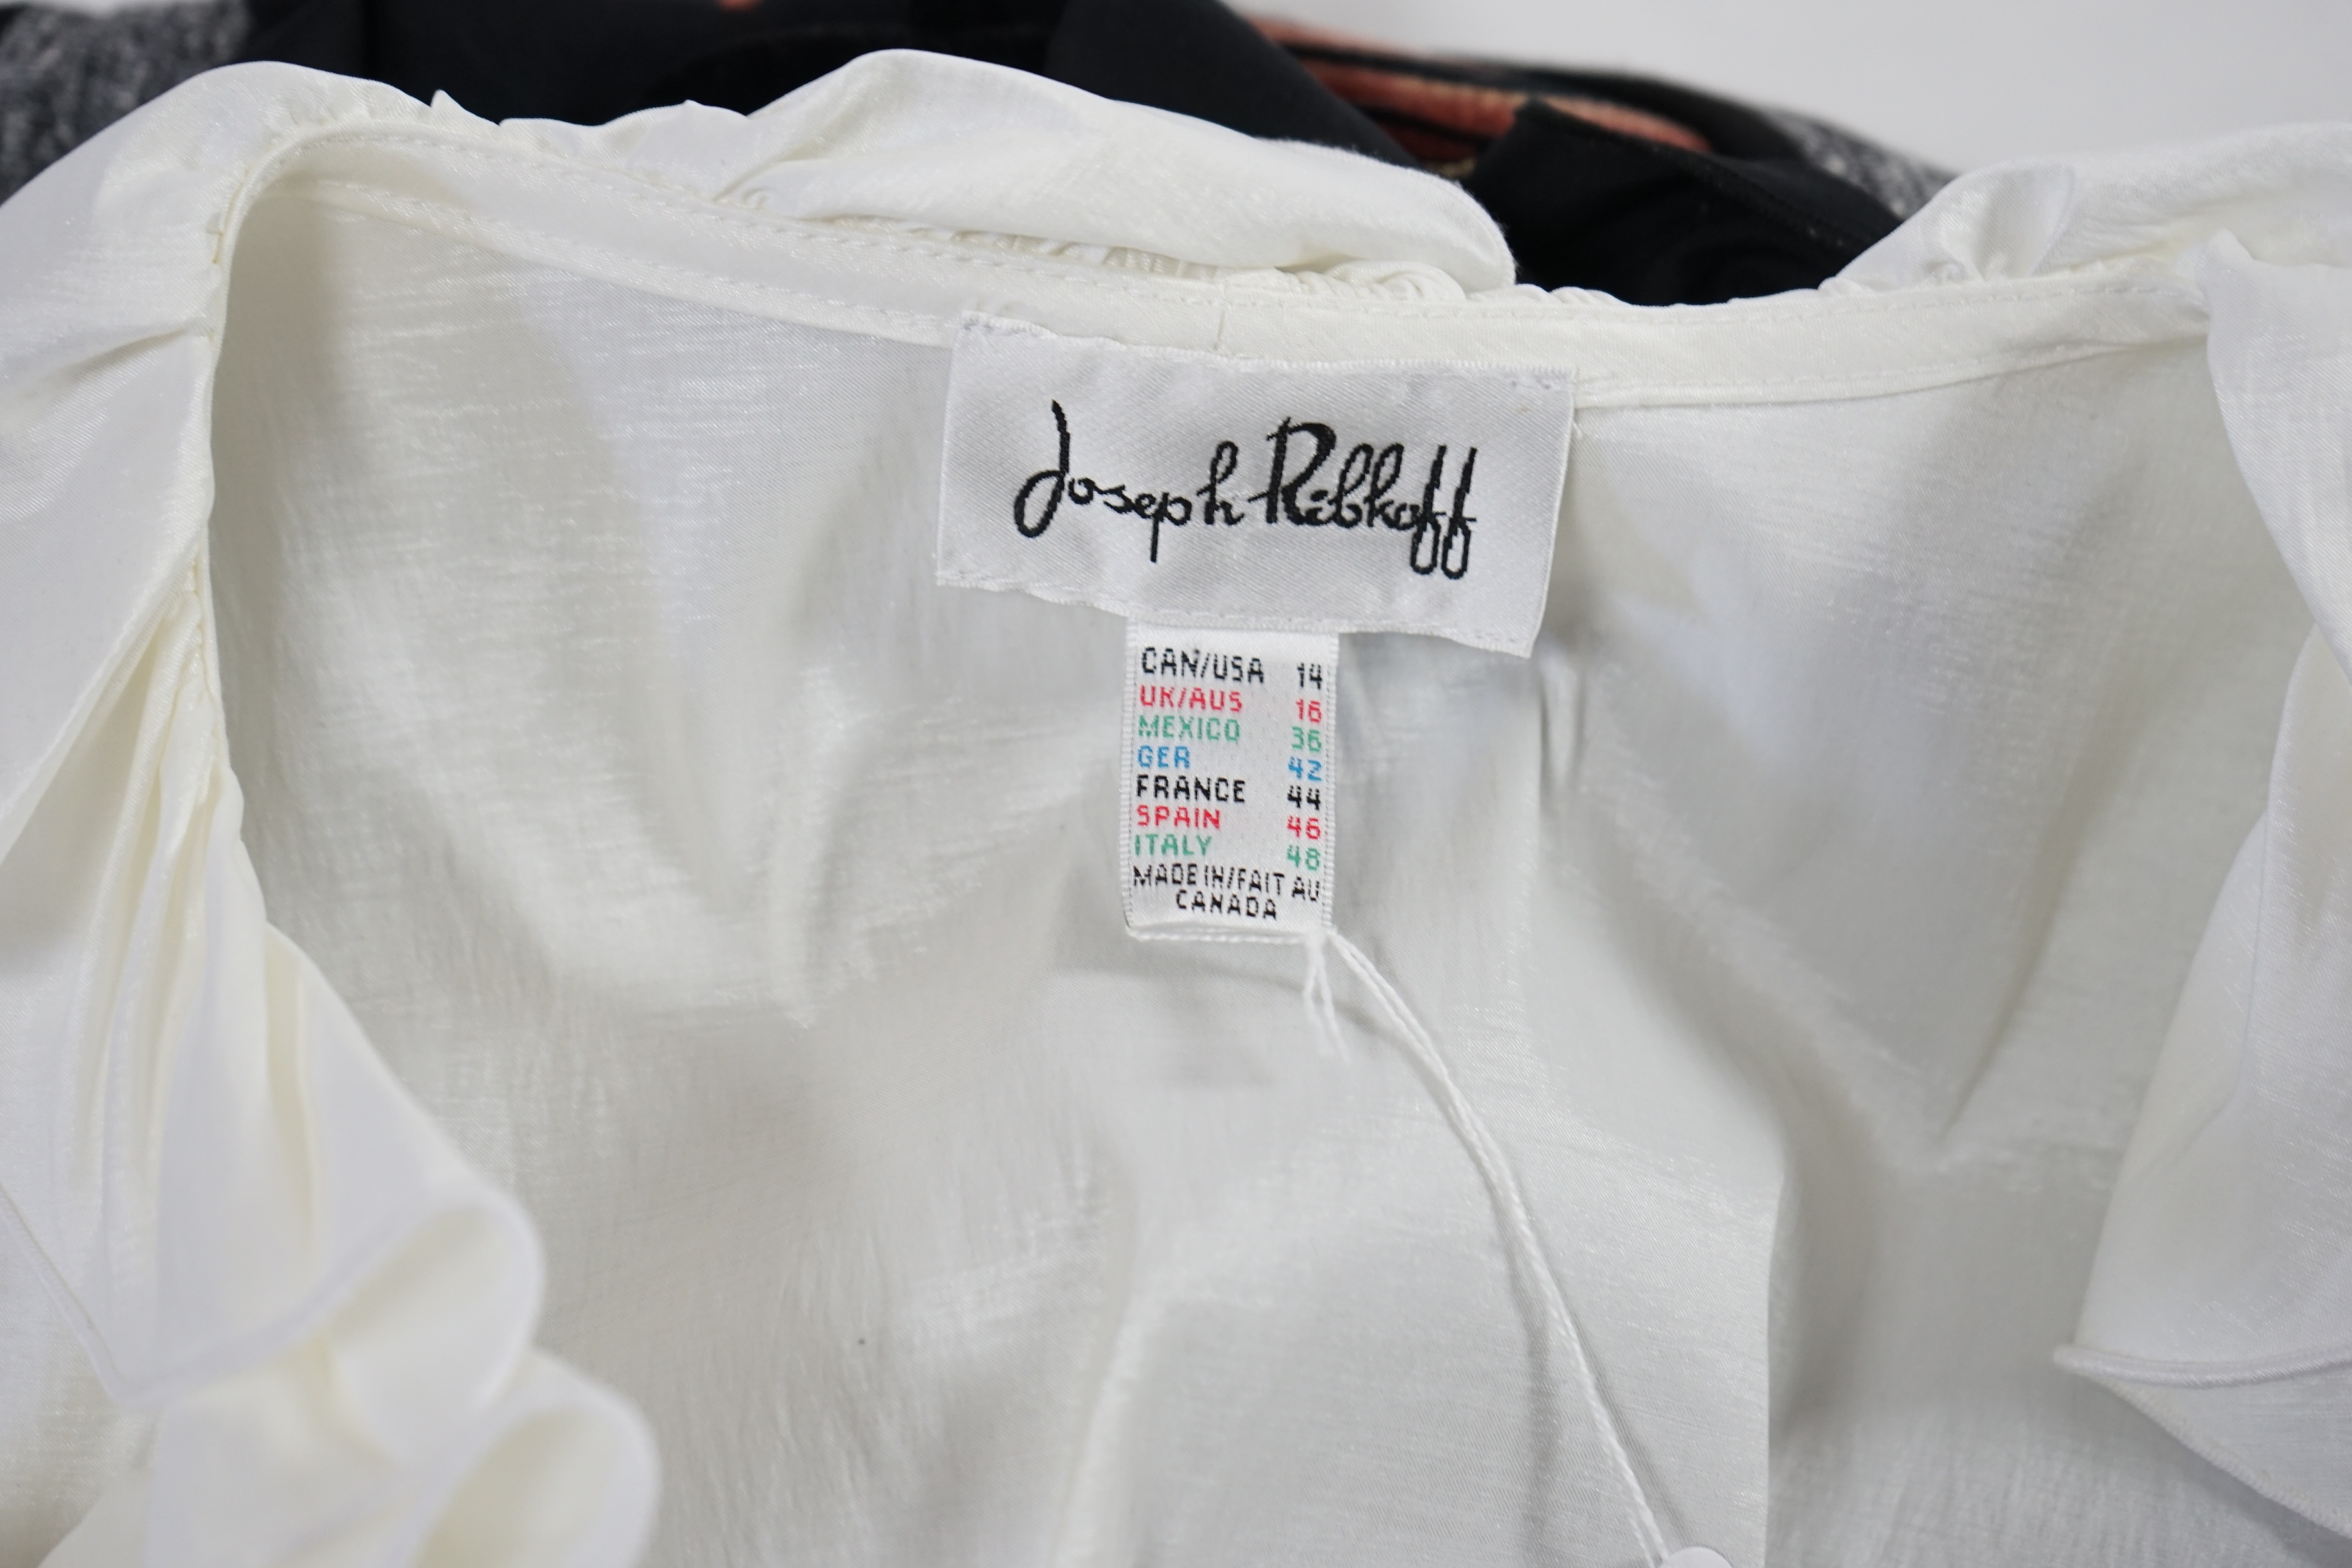 Joseph Ribkoff
CAN/USA 14
UK/AUS 16
MEXICO 36
GER 42
FRANCE 44
SPAIN 46
ITALY 48
MADE IN/FAIT AU
CANADA